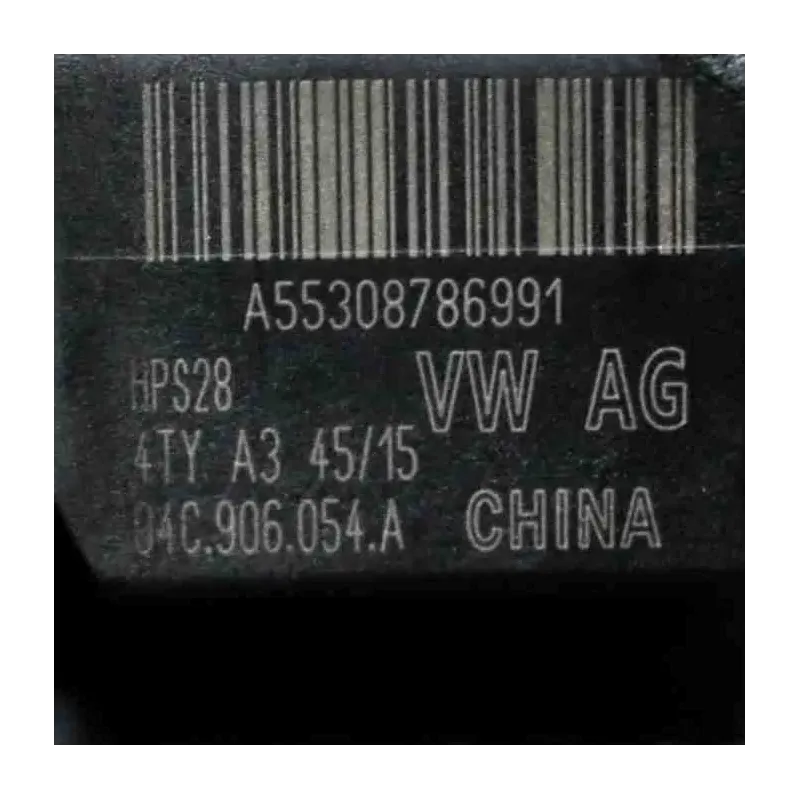 A55308786991
HPS28 VW AG
4TY A3 45/15
04C.906.054.A CHINA